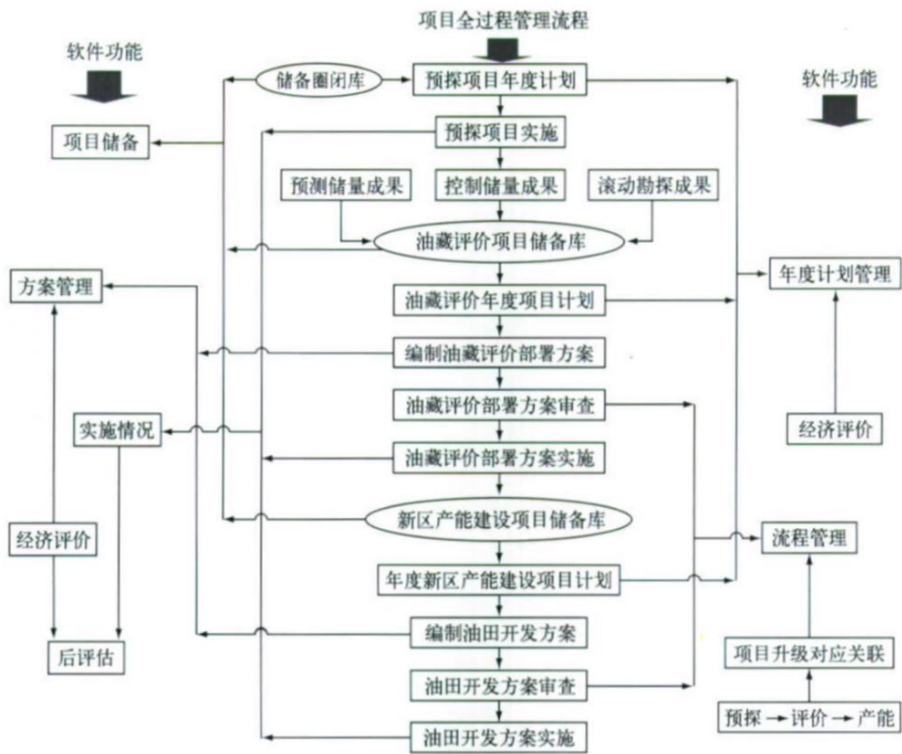 项目全过程管理流程
软件功能
储备圈闭库
预探项目年度计划
软件功能
项目储备
预探项目实施
预测储量成果
控制储量成果
滚动勘探成果
油藏评价项目储备库
方案管理
年度计划管理
油藏评价年度项目计划
编制油藏评价部署方案
油藏评价部署方案审查
实施情况
经济评价
油藏评价部署方案实施
新区产能建设项目储备库
经济评价
流程管理
年度新区产能建设项目计划
编制油田开发方案
后评估
项目升级对应关联
油田开发方案审查
预探→评价→产能
油田开发方案实施